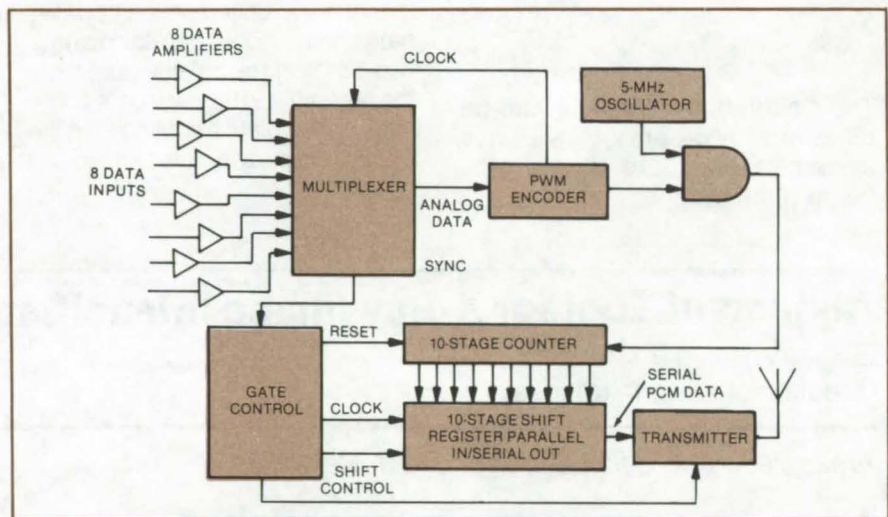 8 DATA
AMPLIFIERS
CLOCK
5-MHz
OSCILLATOR
8 DATA
INPUTS
MULTIPLEXER
ANALOG
DATA
PWM
ENCODER
SYNC
RESET
10-STAGE COUNTER
SERIAL
PCM DATA
GATE
CONTROL
CLOCK
10-STAGE SHIFT
REGISTER PARALLEL
IN/SERIAL OUT
TRANSMITTER
SHIFT
CONTROL